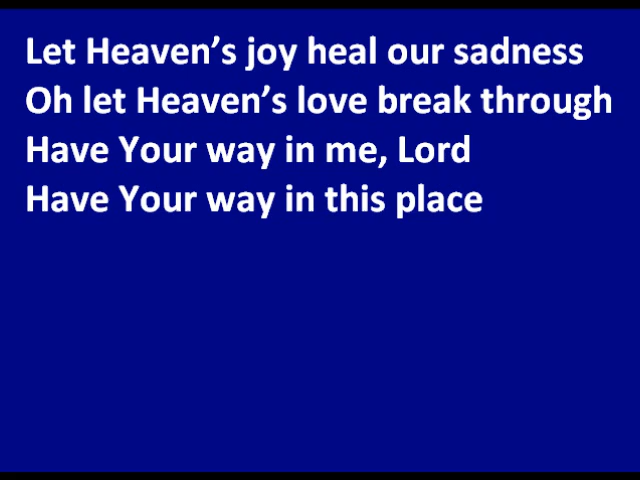 Let Heaven’s joy heal our sadness
Oh let Heaven’s love break through
Have Your way in me, Lord
Have Your way in this place